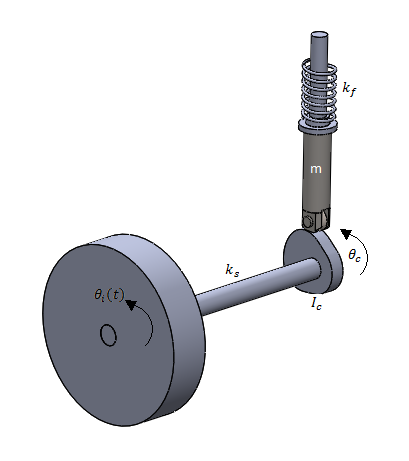 k_f
m
θ_c
k_s
θ_i(t)
I_c